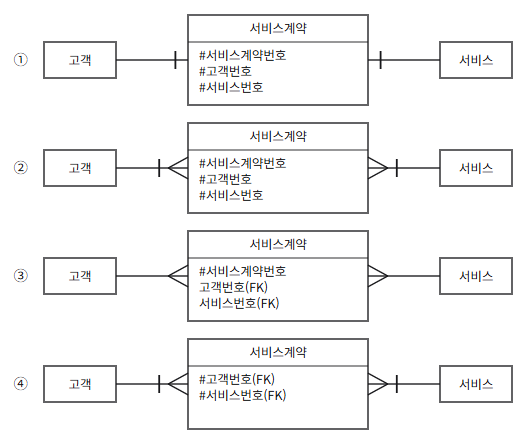 서비스계약
① 고객 서비스
#서비스계약번호
#고객번호
#서비스번호
서비스계약
② 고객 서비스
#서비스계약번호
#고객번호
#서비스번호
서비스계약
③ 고객 서비스
#서비스계약번호
고객번호(FK)
서비스번호(FK)
서비스계약
④ 고객 서비스
#고객번호(FK)
#서비스번호(FK)